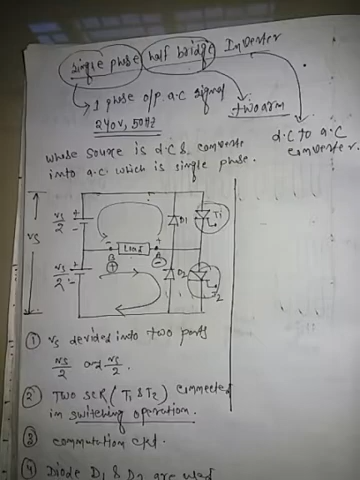 single phase half bridge Inverter
1 phase o/p a.c signal
240V, 50Hz
two arm
d.c to a.c
converter.
whose source is d.c & converte
into a.c. which is single phase.
Vs
Vs/2
+
-
Vs/2
+
-
- Load +
B A
+ -
D1
T1
D2
T2
① Vs devides into two parts
Vs/2 and Vs/2.
② Two SCR (T1 & T2) connected
in switching operation.
③ commutation ckt.
④ Diode D1 & D2 are used